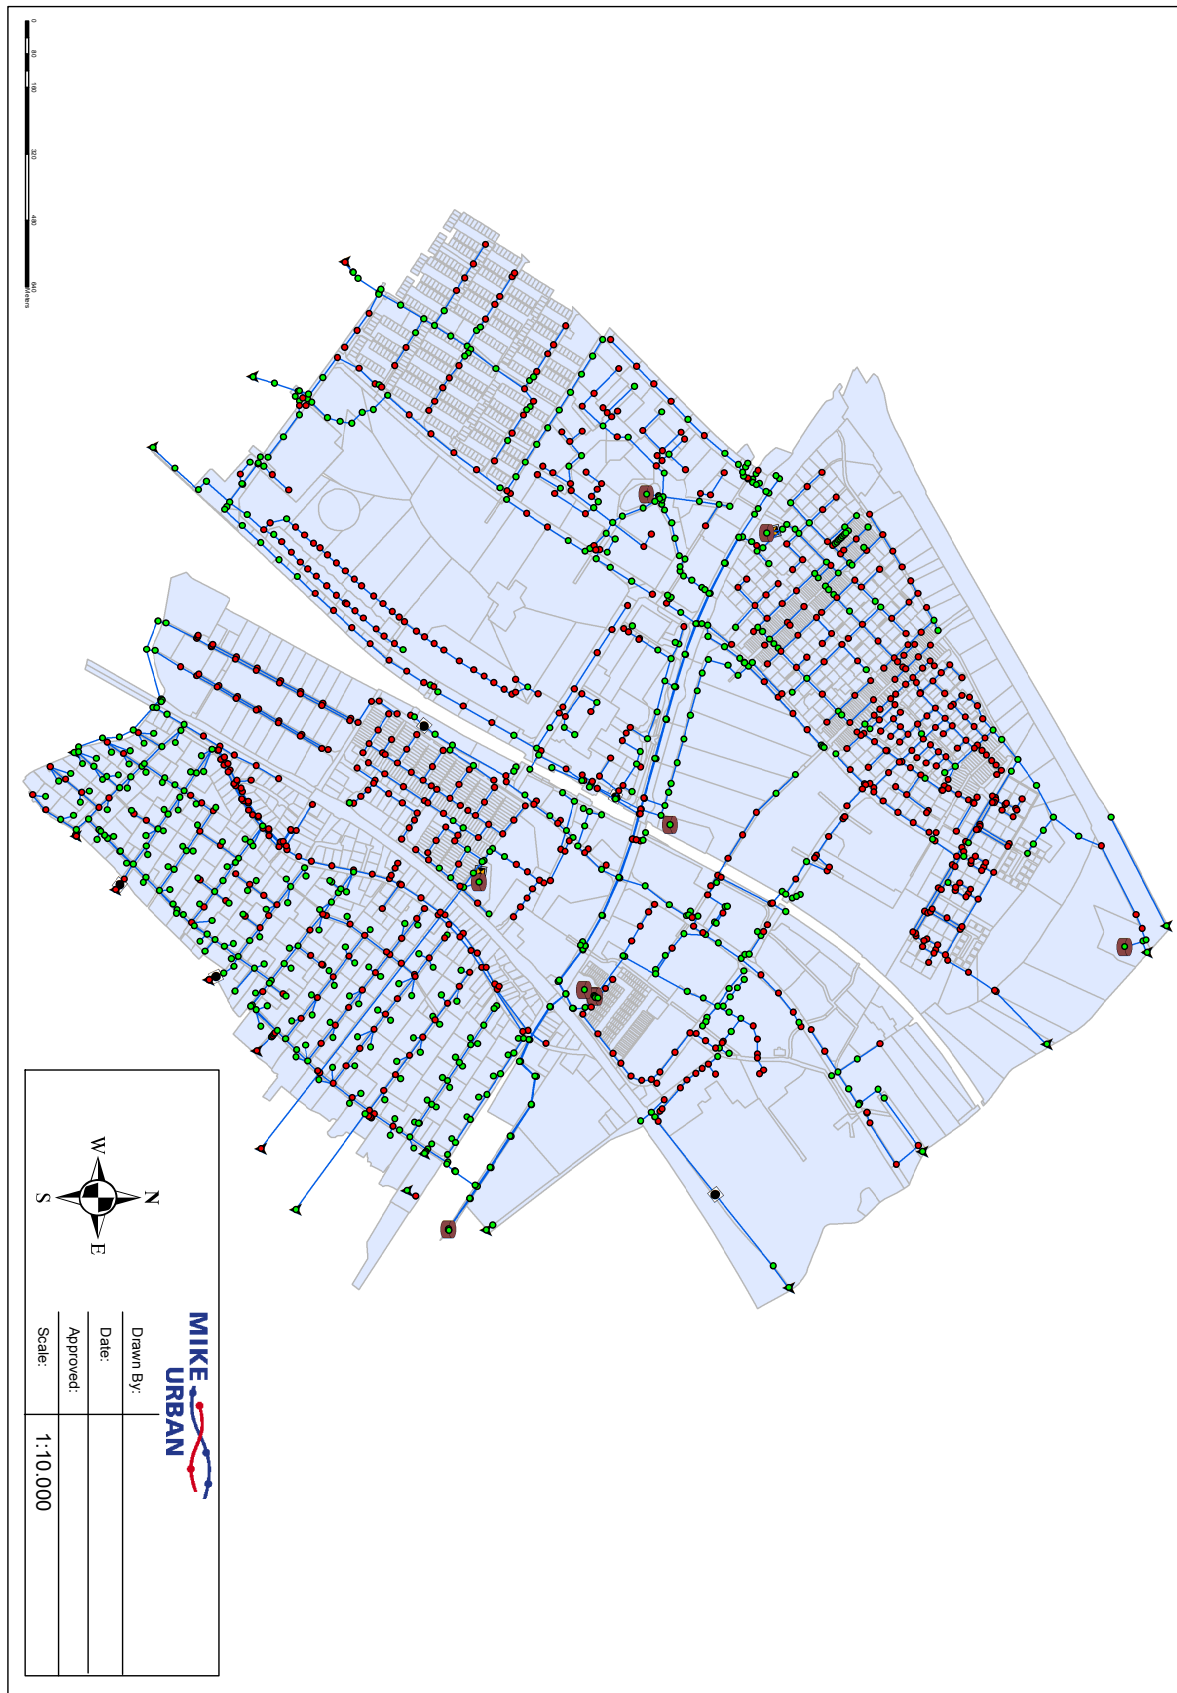 0 80 160 320 480 640
Meters
N
W E
S
MIKE
URBAN
Drawn By:
Date:
Approved:
Scale: 1:10.000